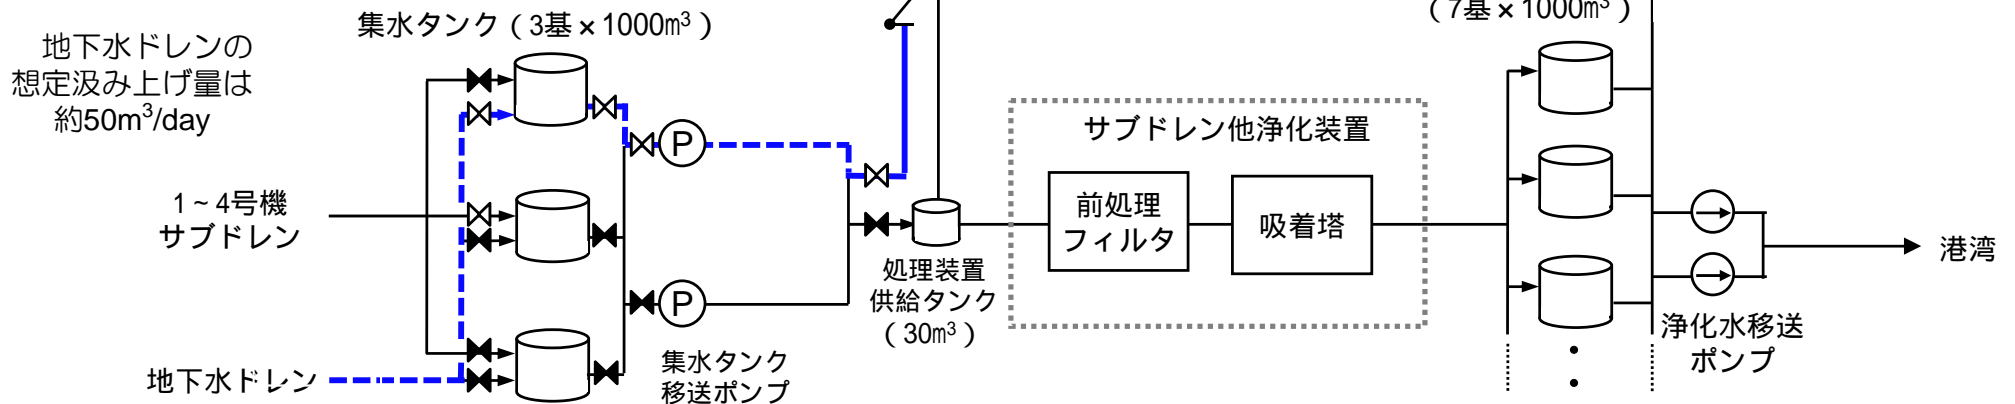 集水タンク（3基×1000m³）
（7基×1000m³）
地下水ドレンの
想定汲み上げ量は
約50m³/day
サブドレン他浄化装置
P
1～4号機
サブドレン
前処理
フィルタ
吸着塔
港湾
処理装置
供給タンク
（30m³）
P
浄化水移送
ポンプ
地下水ドレン
集水タンク
移送ポンプ